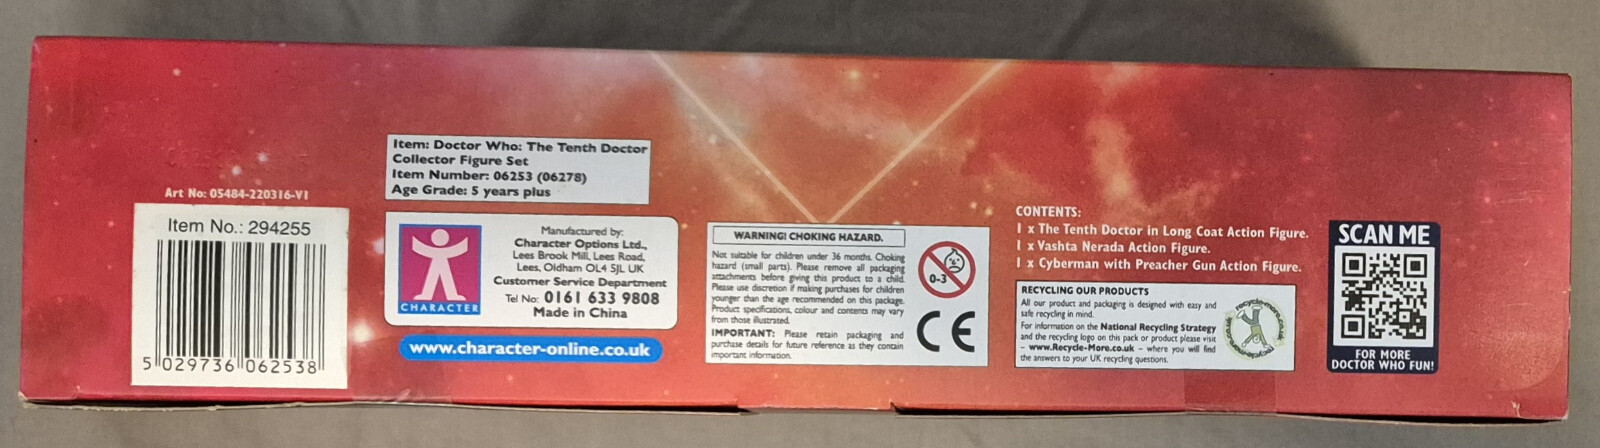 Art No: 05484-220316-V1
Item No.: 294255
5 029736 062538
Item: Doctor Who: The Tenth Doctor
Collector Figure Set
Item Number: 06253 (06278)
Age Grade: 5 years plus
CHARACTER
Manufactured by:
Character Options Ltd.,
Lees Brook Mill, Lees Road,
Lees, Oldham OL4 5JL UK
Customer Service Department
Tel No: 0161 633 9808
Made in China
www.character-online.co.uk
WARNING! CHOKING HAZARD.
Not suitable for children under 36 months. Choking
hazard (small parts). Please remove all packaging
attachments before giving this product to a child.
Please use discretion if making purchases for children
younger than the age recommended on this package.
Product specifications, colour and contents may vary
from those illustrated.
IMPORTANT: Please retain packaging and
purchase details for future reference as they contain
important information.
0-3
CE
CONTENTS:
1 x The Tenth Doctor in Long Coat Action Figure.
1 x Vashta Nerada Action Figure.
1 x Cyberman with Preacher Gun Action Figure.
RECYCLING OUR PRODUCTS
All our product and packaging is designed with easy and
safe recycling in mind.
For information on the National Recycling Strategy
and the recycling logo on this pack or product please visit
- www.Recycle-More.co.uk - where you will find
the answers to your UK recycling questions.
recycle-more.co.uk
SCAN ME
FOR MORE
DOCTOR WHO FUN!